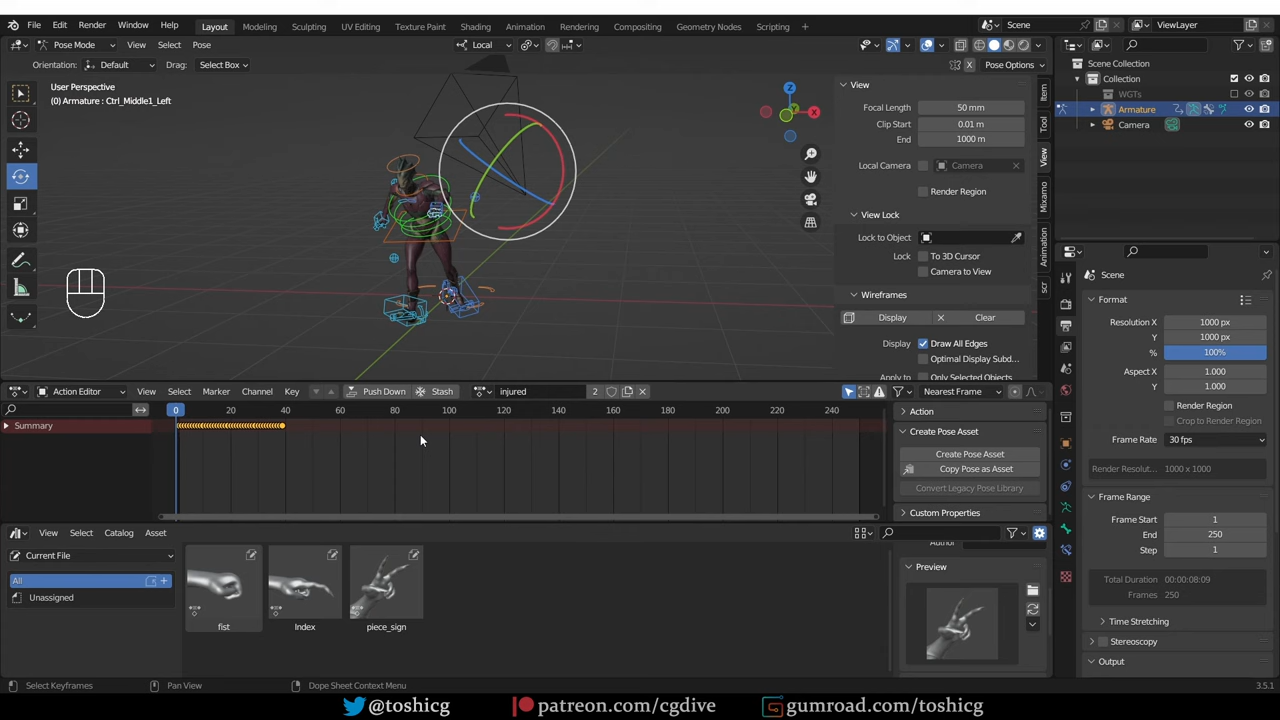 File Edit Render Window Help Layout Modeling Sculpting UV Editing Texture Paint Shading Animation Rendering Compositing Geometry Nodes Scripting + Scene ViewLayer
Pose Mode View Select Pose Local
Orientation: Default Drag: Select Box X Pose Options
User Perspective
(0) Armature : Ctrl_Middle1_Left
Z
Y
X
View
Focal Length 50 mm
Clip Start 0.01 m
End 1000 m
Local Camera Camera
Render Region
View Lock
Lock to Object
Lock To 3D Cursor
Camera to View
Wireframes
Display Clear
Display Draw All Edges
Optimal Display Subd...
Apply to Only Selected Objects
Item
Tool
View
Mixamo
Animation
scr
Scene Collection
Collection
WGTs
Armature
Camera
Scene
Format
Resolution X 1000 px
Y 1000 px
% 100%
Aspect X 1.000
Y 1.000
Render Region
Crop to Render Region
Frame Rate 30 fps
Render Resolut... 1000 x 1000
Frame Range
Frame Start 1
End 250
Step 1
Total Duration 00:00:08:09
Frames 250
Time Stretching
Stereoscopy
Output
Action Editor View Select Marker Channel Key Push Down Stash injured 2 Nearest Frame
0 20 40 60 80 100 120 140 160 180 200 220 240
Summary
Action
Create Pose Asset
Create Pose Asset
Copy Pose as Asset
Convert Legacy Pose Library
Custom Properties
View Select Catalog Asset
Current File
All
Unassigned
fist Index piece_sign
Author
Preview
Select Keyframes Pan View Dope Sheet Context Menu 3.5.1
@toshicg patreon.com/cgdive gumroad.com/toshicg